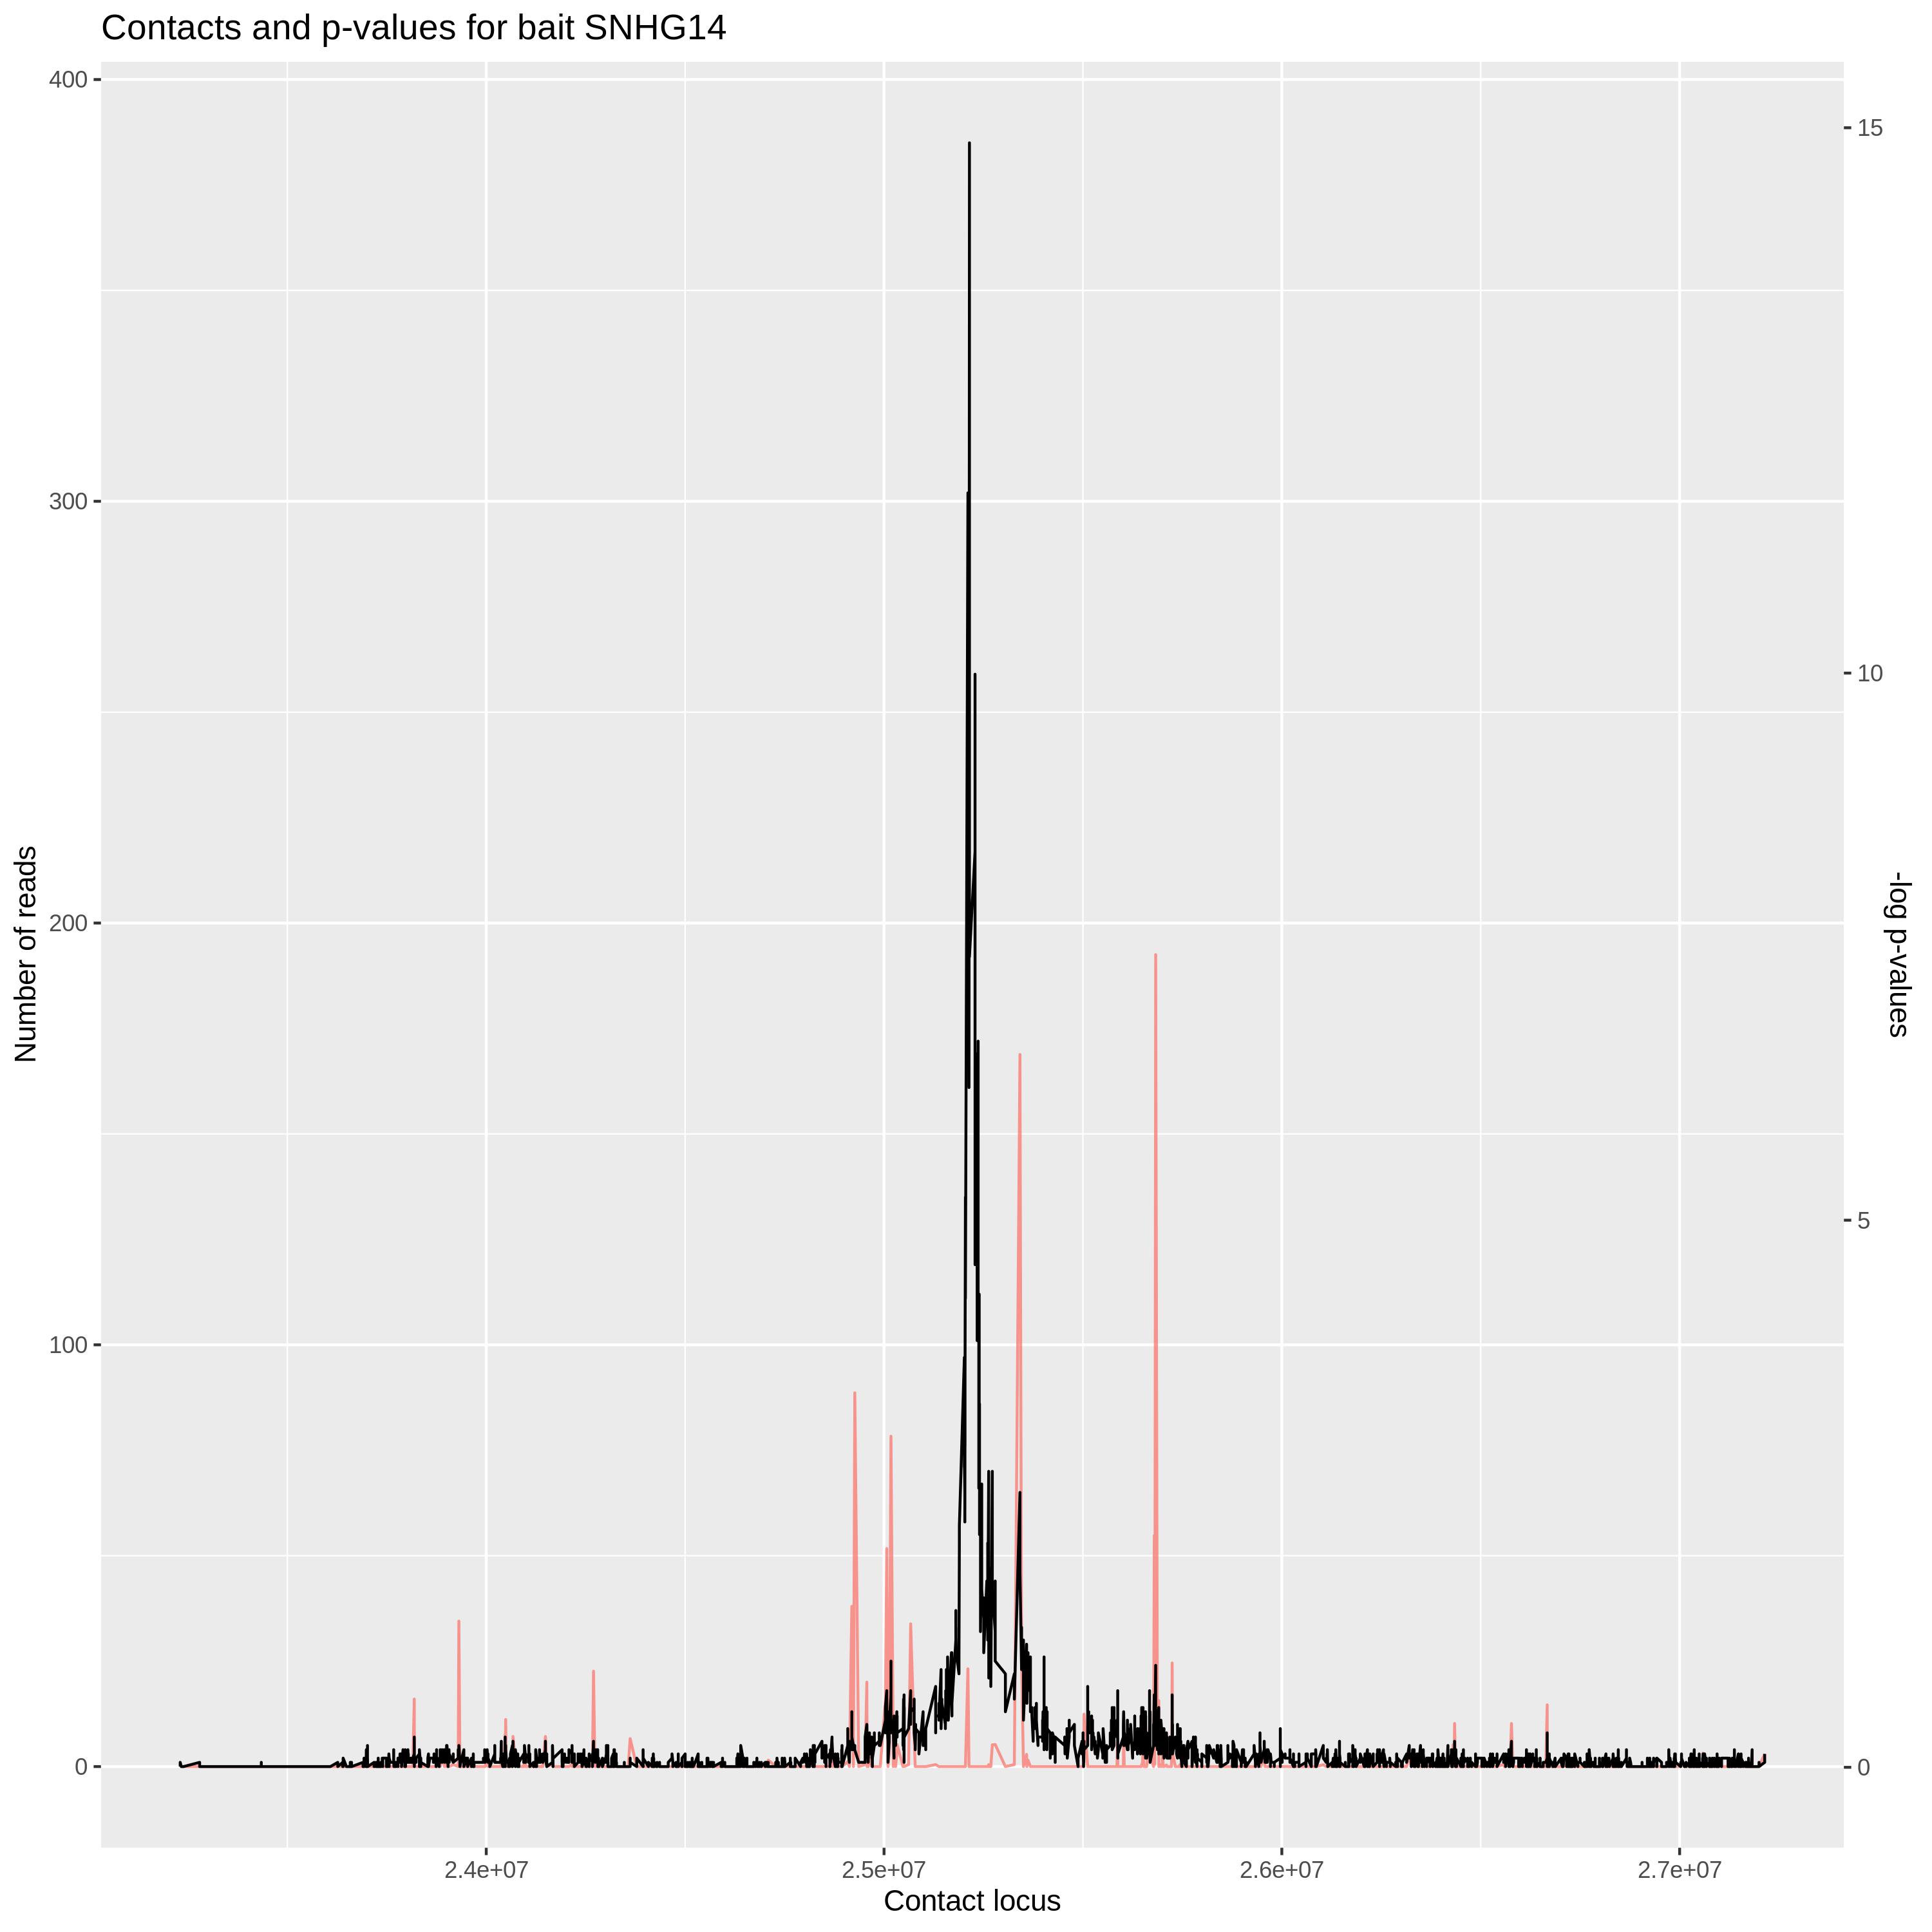 Contacts and p-values for bait SNHG14
400
300
200
100
0
Number of reads
15
10
5
0
-log p-values
2.4e+07
2.5e+07
2.6e+07
2.7e+07
Contact locus